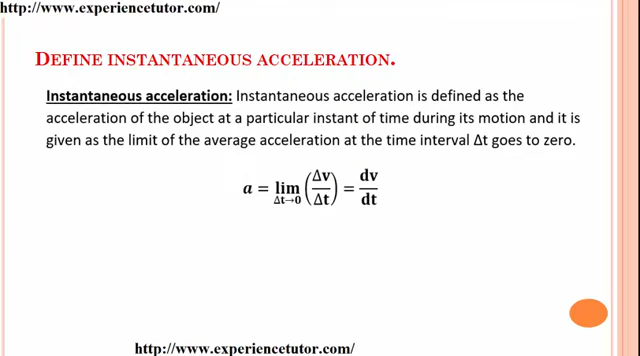 http://www.experiencetutor.com/
DEFINE INSTANTANEOUS ACCELERATION.
Instantaneous acceleration: Instantaneous acceleration is defined as the
acceleration of the object at a particular instant of time during its motion and it is
given as the limit of the average acceleration at the time interval Δt goes to zero.
a = lim Δt→0 (Δv/Δt) = dv/dt
http://www.experiencetutor.com/